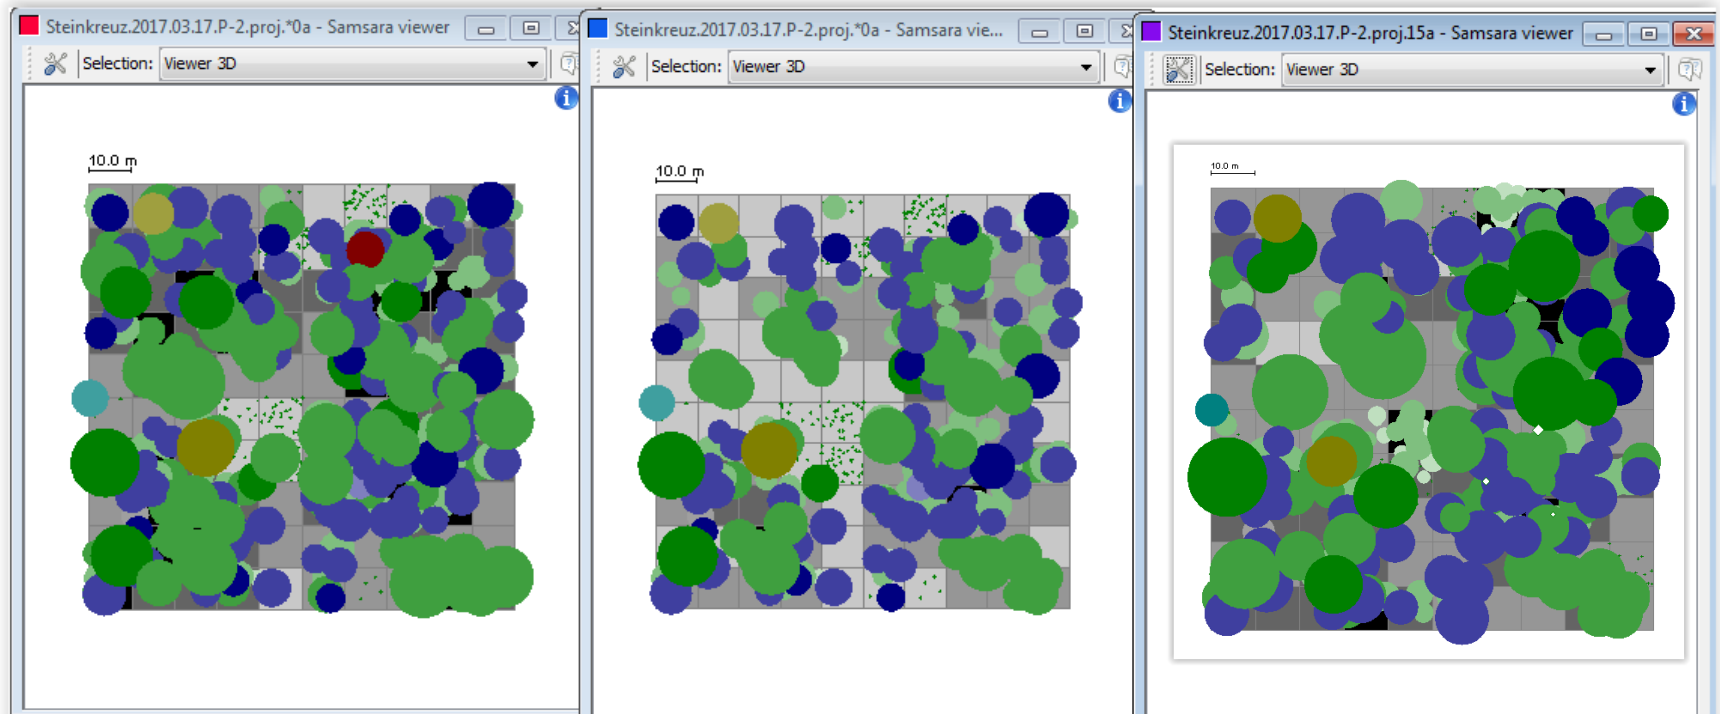 Steinkreuz.2017.03.17.P-2.proj.*0a - Samsara viewer
Selection: Viewer 3D
10.0 m
Steinkreuz.2017.03.17.P-2.proj.*0a - Samsara vie...
Selection: Viewer 3D
10.0 m
Steinkreuz.2017.03.17.P-2.proj.15a - Samsara viewer
Selection: Viewer 3D
10.0 m